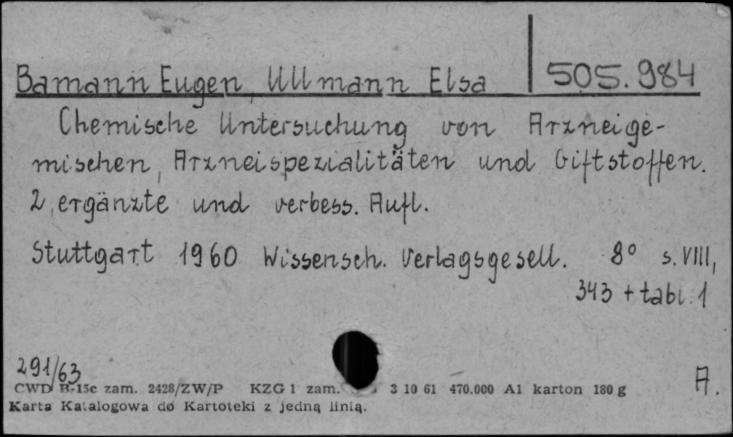 505.984
Bamann Eugen, Ullmann Elsa
Chemische Untersuchung von Arzneige-
mischen, Arzneispezialitäten und Giftstoffen.
2, ergänzte und verbess. Aufl.
Stuttgart 1960 Wissensch. Verlagsgesell. 8° s. VIII,
343 + tabl. 1
291/63
A.
CWD B-15c zam. 2428/ZW/P KZG 1 zam. 3 10 61 470.000 A1 karton 180 g
Karta Katalogowa do Kartoteki z jedną linią.